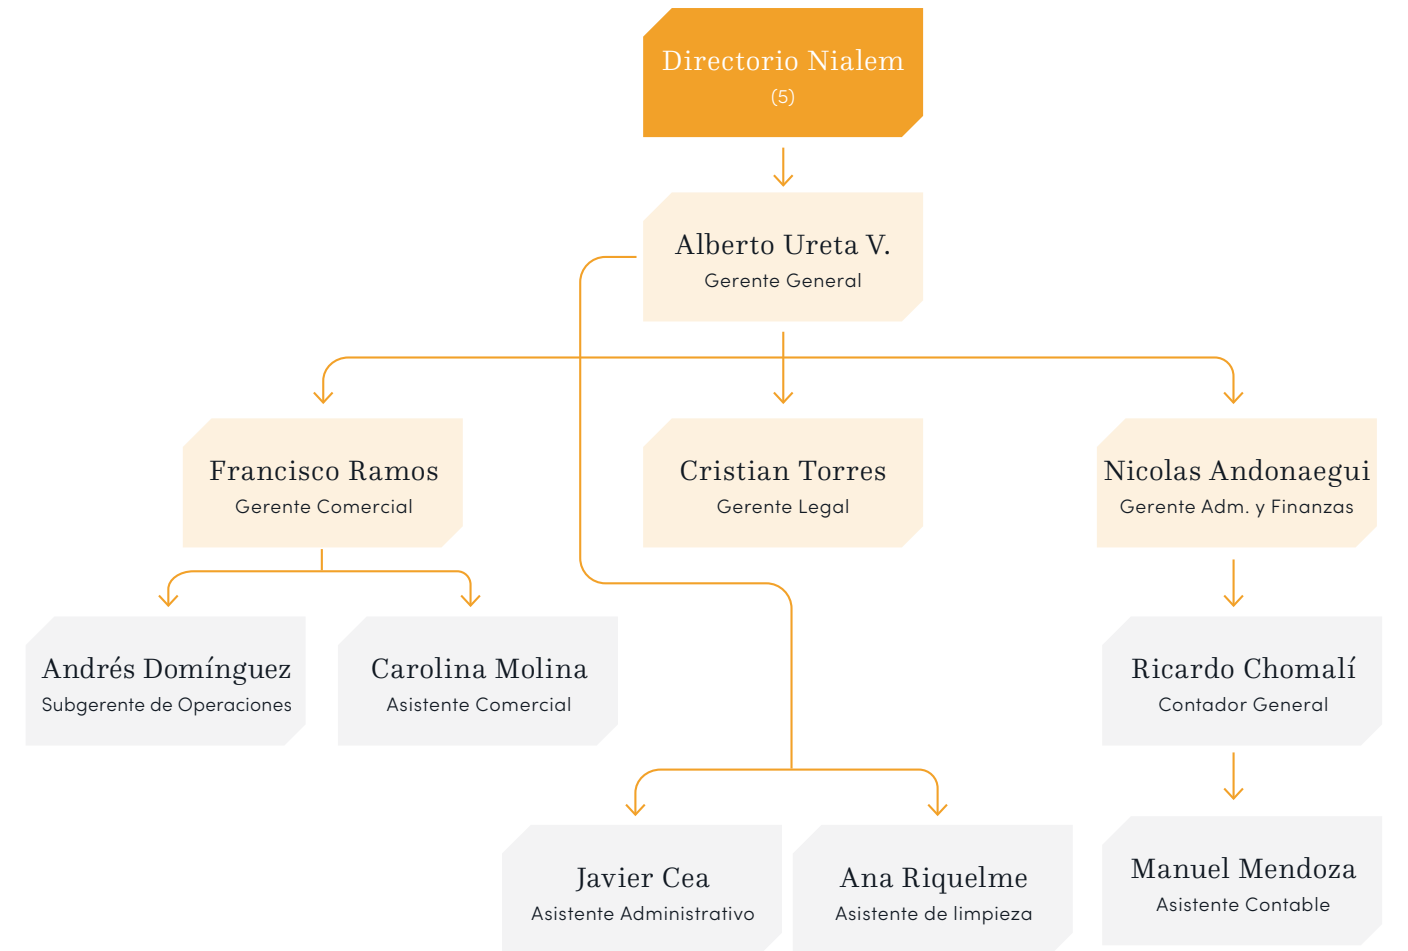 Directorio Nialem
(5)
Alberto Ureta V.
Gerente General
Francisco Ramos
Gerente Comercial
Cristian Torres
Gerente Legal
Nicolas Andonaegui
Gerente Adm. y Finanzas
Andrés Domínguez
Subgerente de Operaciones
Carolina Molina
Asistente Comercial
Ricardo Chomalí
Contador General
Javier Cea
Asistente Administrativo
Ana Riquelme
Asistente de limpieza
Manuel Mendoza
Asistente Contable